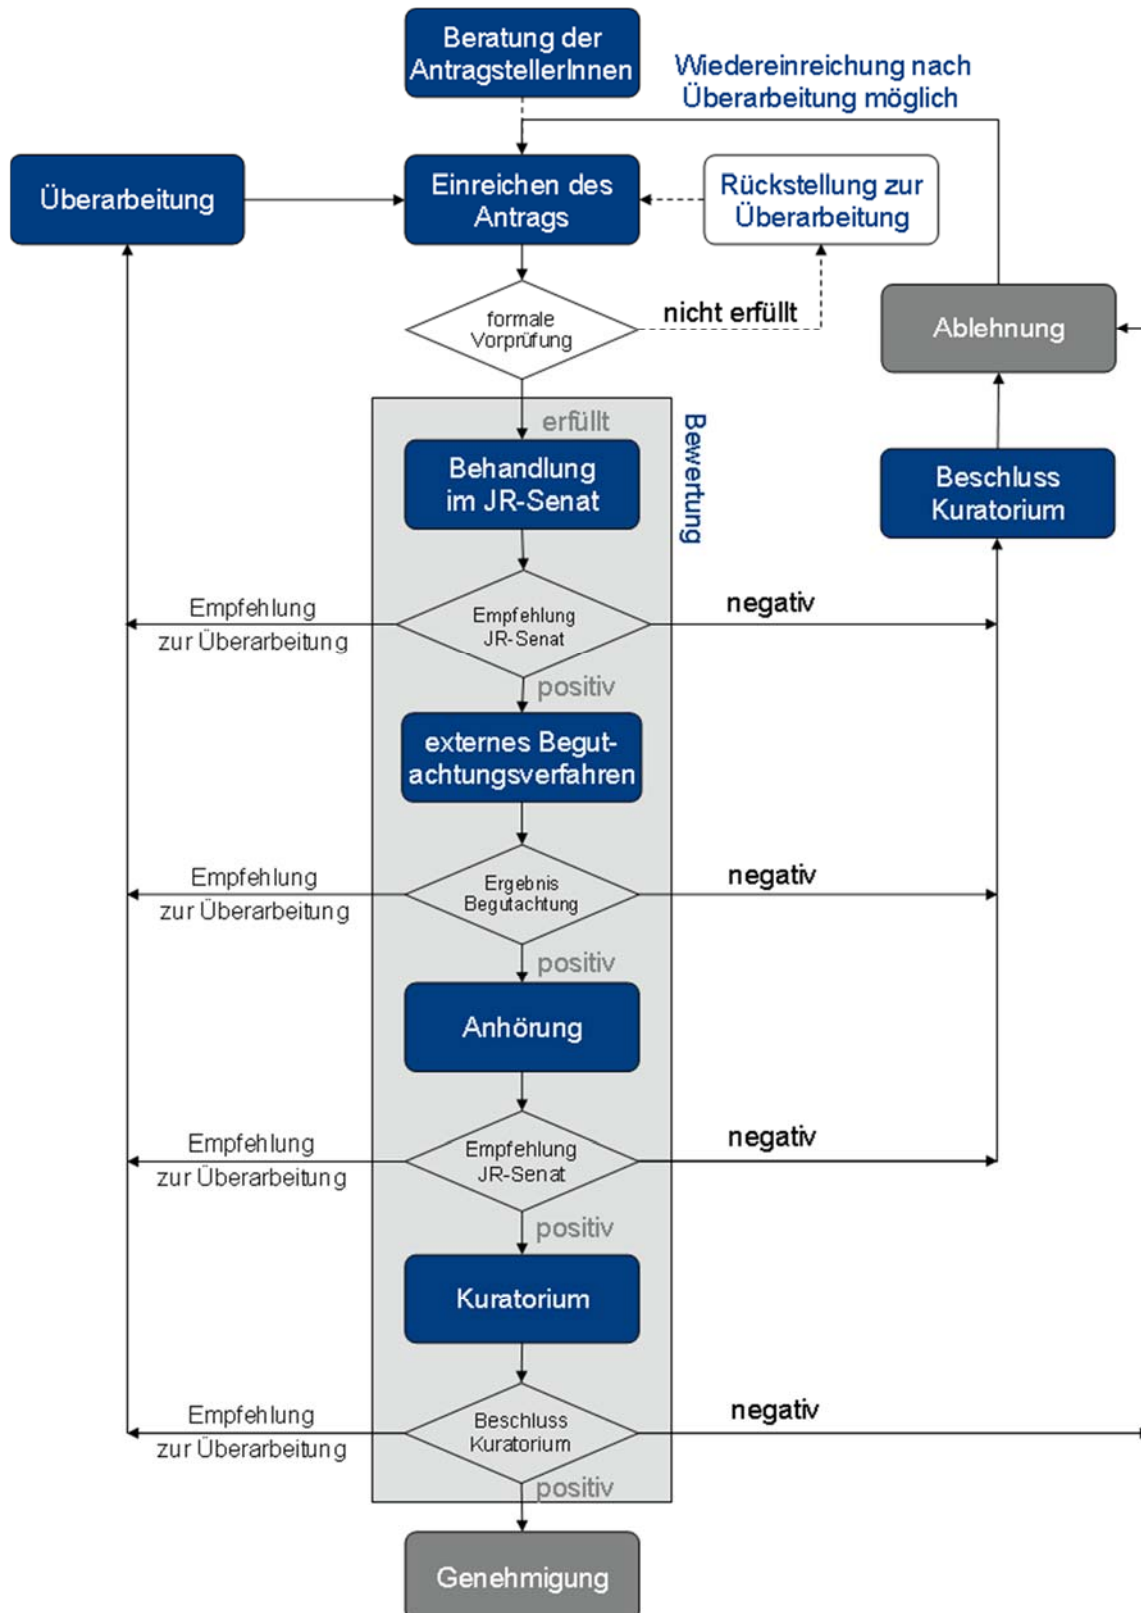 Beratung der
AntragstellerInnen
Wiedereinreichung nach
Überarbeitung möglich
Überarbeitung
Einreichen des
Antrags
Rückstellung zur
Überarbeitung
formale
Vorprüfung
nicht erfüllt
Ablehnung
erfüllt
Bewertung
Behandlung
im JR-Senat
Beschluss
Kuratorium
Empfehlung
zur Überarbeitung
Empfehlung
JR-Senat
negativ
positiv
externes Begut-
achtungsverfahren
Empfehlung
zur Überarbeitung
Ergebnis
Begutachtung
negativ
positiv
Anhörung
Empfehlung
zur Überarbeitung
Empfehlung
JR-Senat
negativ
positiv
Kuratorium
Empfehlung
zur Überarbeitung
Beschluss
Kuratorium
negativ
positiv
Genehmigung